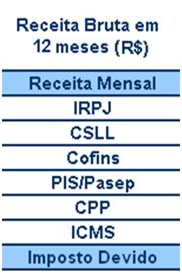 Receita Bruta em
12 meses (R$)
Receita Mensal
IRPJ
CSLL
Cofins
PIS/Pasep
CPP
ICMS
Imposto Devido